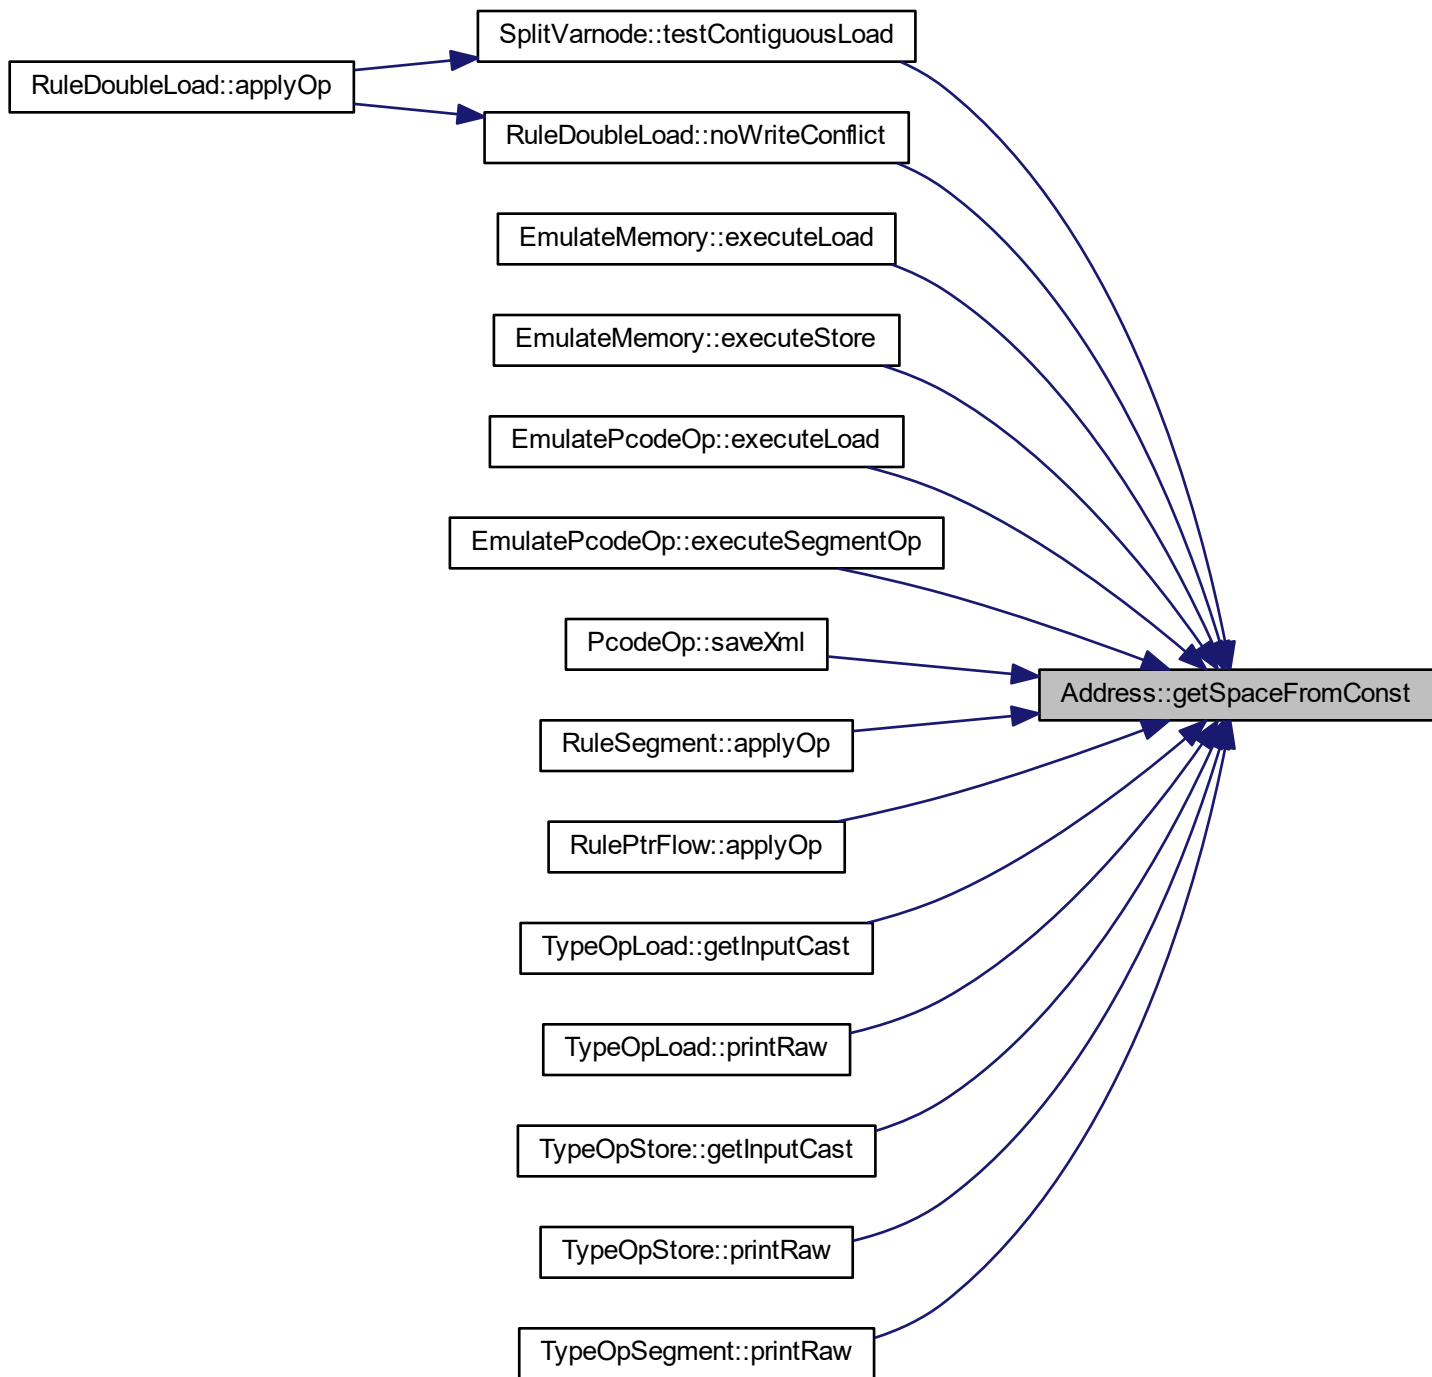 SplitVarnode::testContiguousLoad
RuleDoubleLoad::applyOp
RuleDoubleLoad::noWriteConflict
EmulateMemory::executeLoad
EmulateMemory::executeStore
EmulatePcodeOp::executeLoad
EmulatePcodeOp::executeSegmentOp
PcodeOp::saveXml
Address::getSpaceFromConst
RuleSegment::applyOp
RulePtrFlow::applyOp
TypeOpLoad::getInputCast
TypeOpLoad::printRaw
TypeOpStore::getInputCast
TypeOpStore::printRaw
TypeOpSegment::printRaw